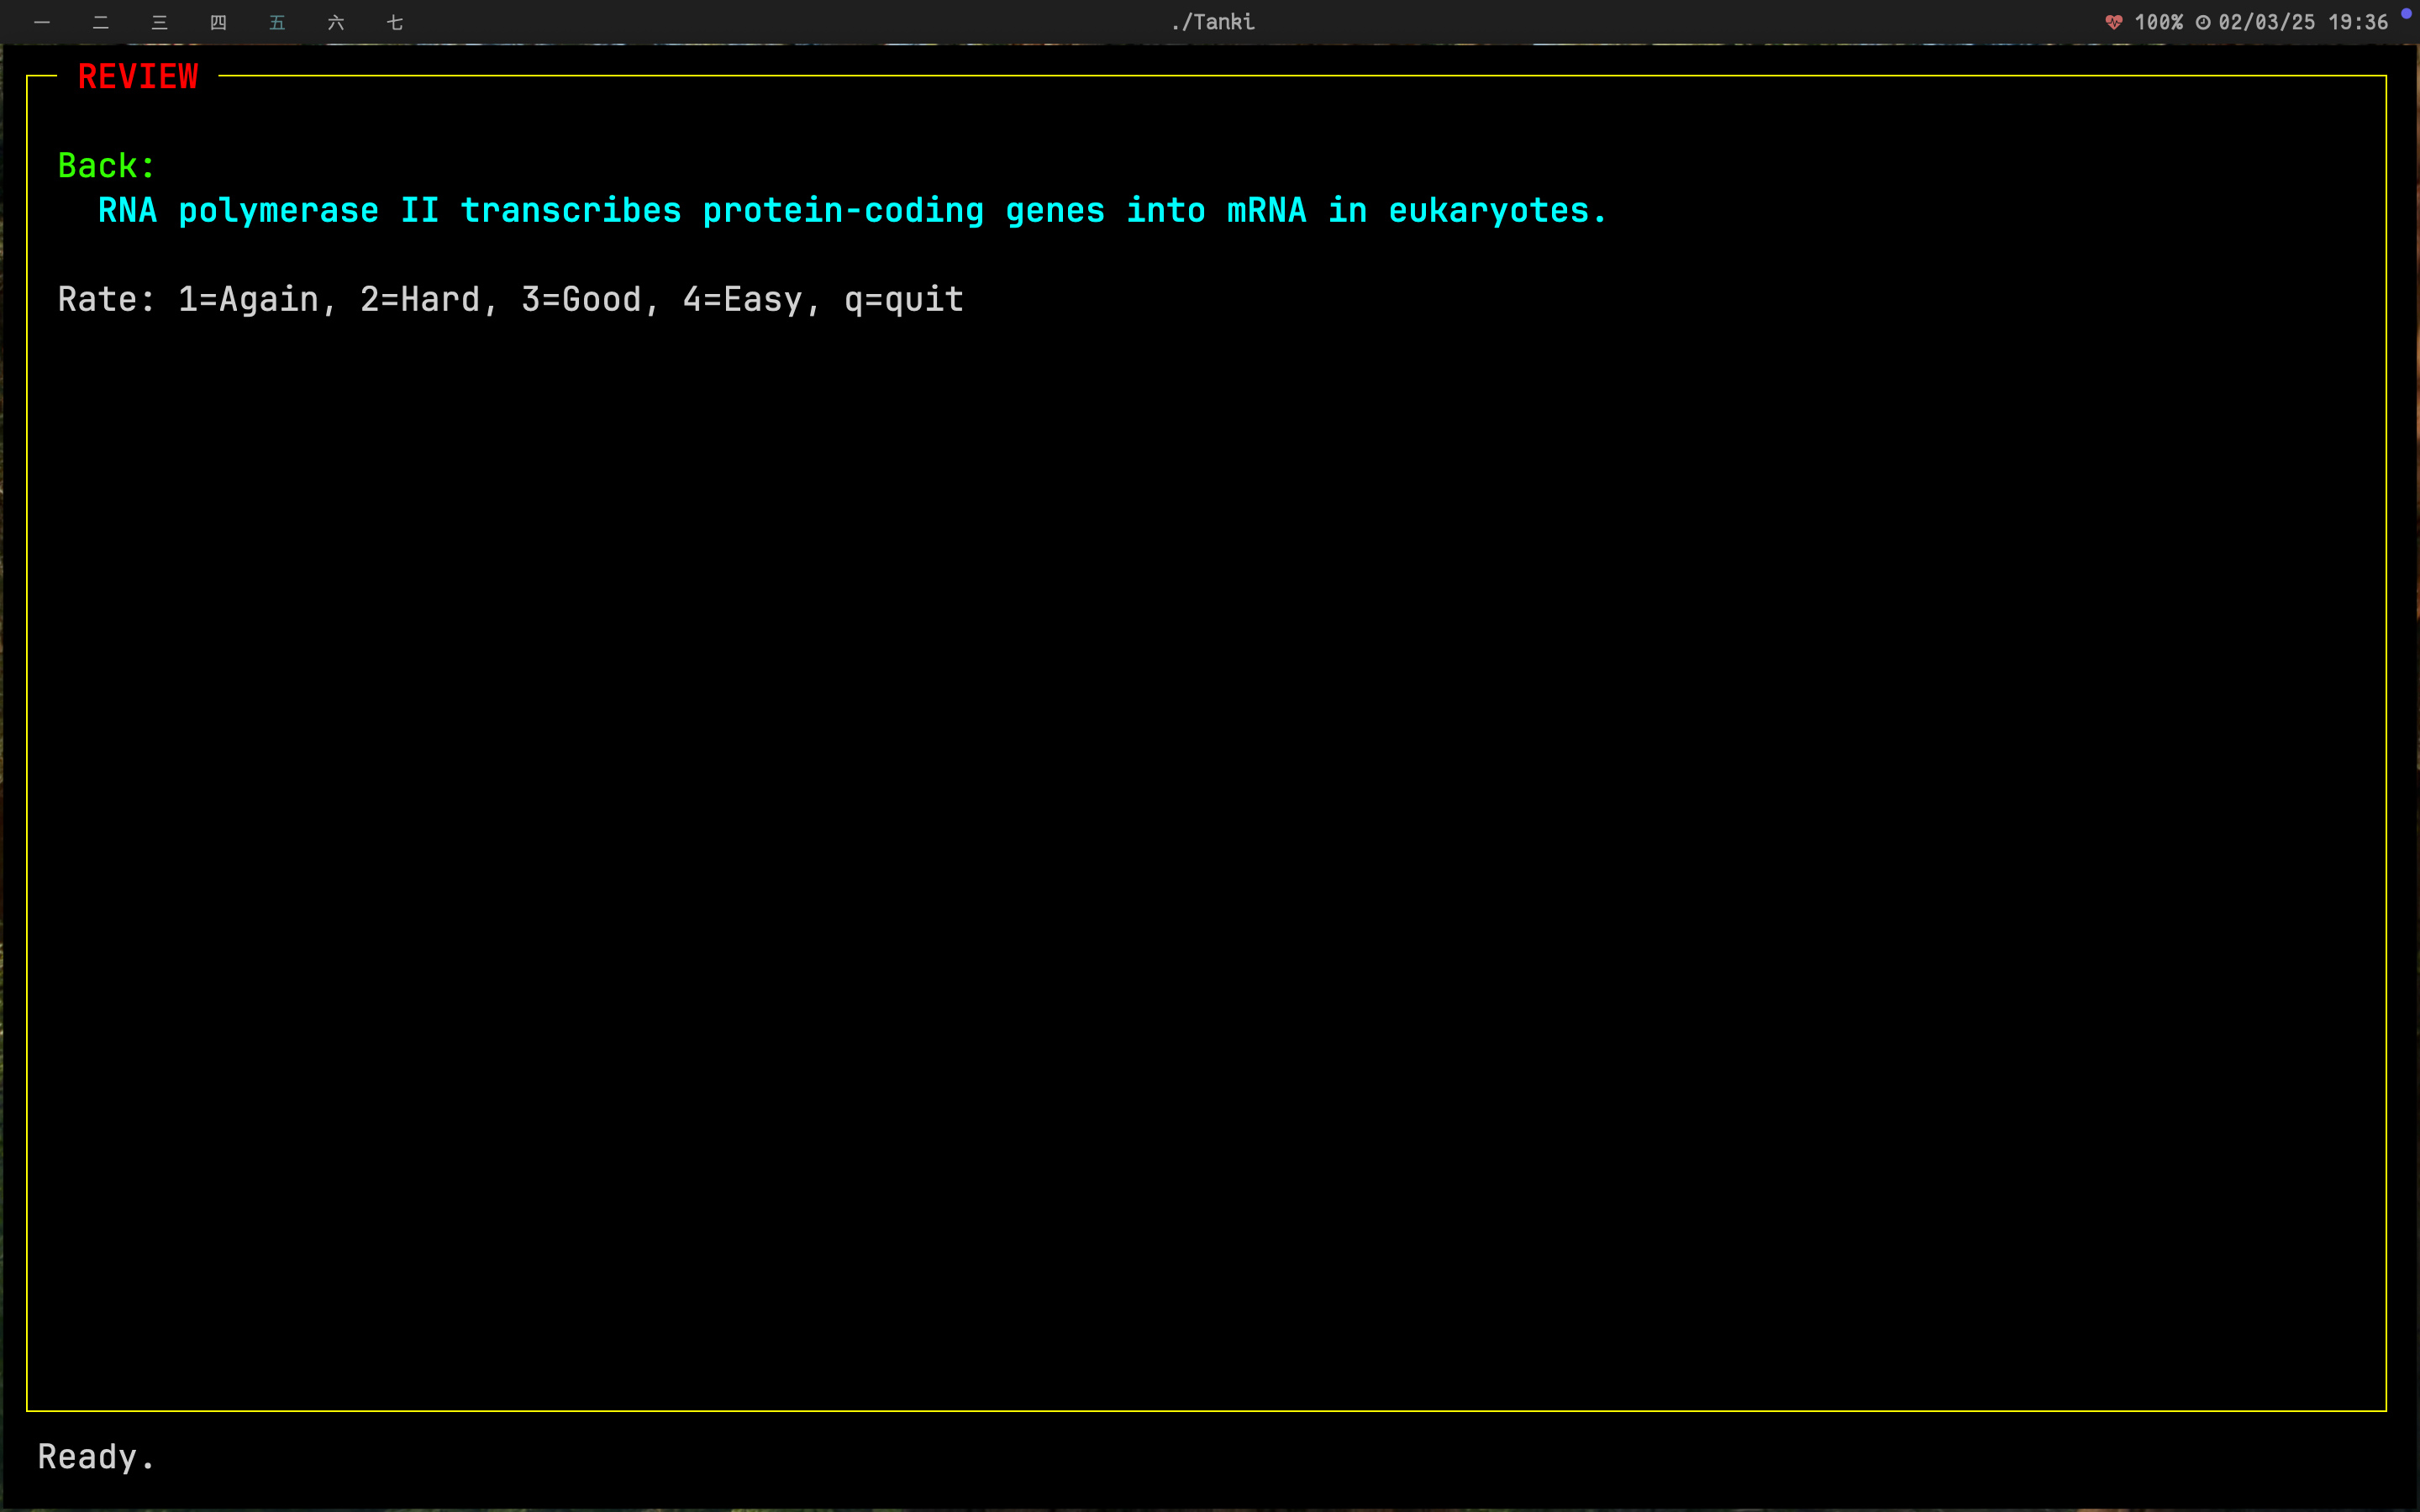 一 二 三 四 五 六 七 ./Tanki 100% 02/03/25 19:36
REVIEW
Back:
RNA polymerase II transcribes protein-coding genes into mRNA in eukaryotes.
Rate: 1=Again, 2=Hard, 3=Good, 4=Easy, q=quit
Ready.